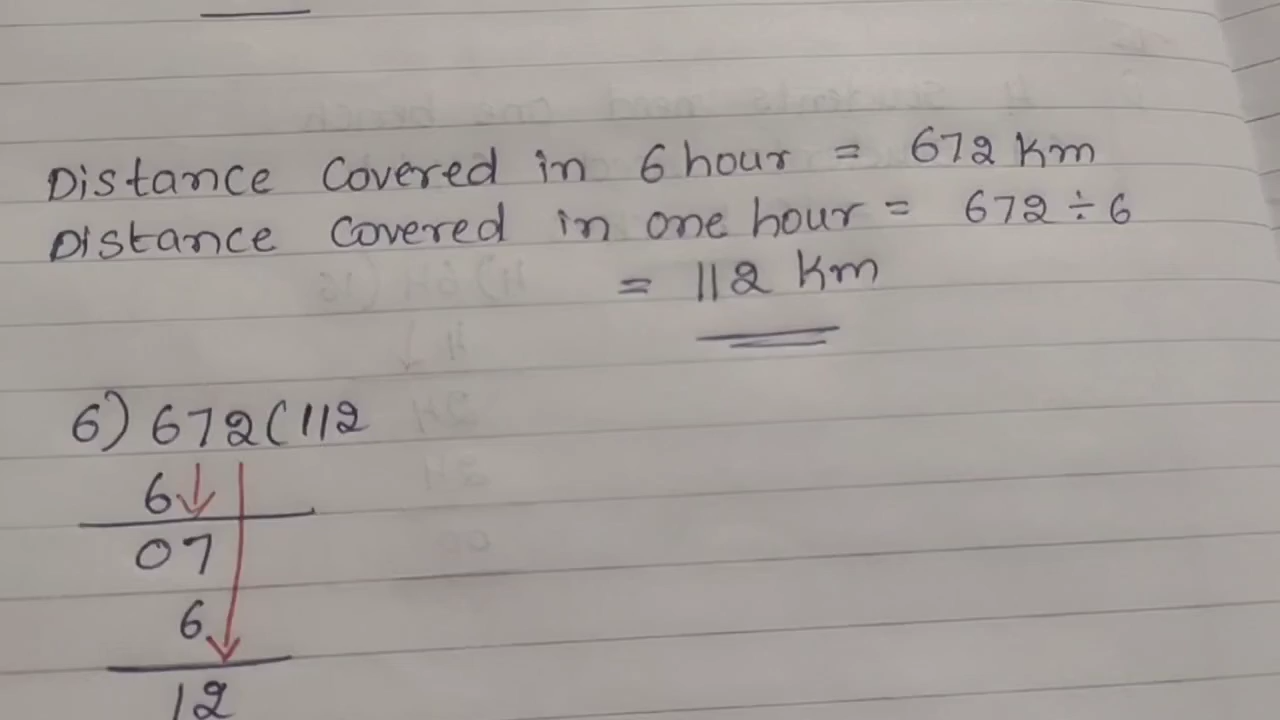 Distance Covered in 6 hour = 672 Km
Distance Covered in one hour = 672 ÷ 6
= 112 Km
6) 672 ( 112
6
07
6
12